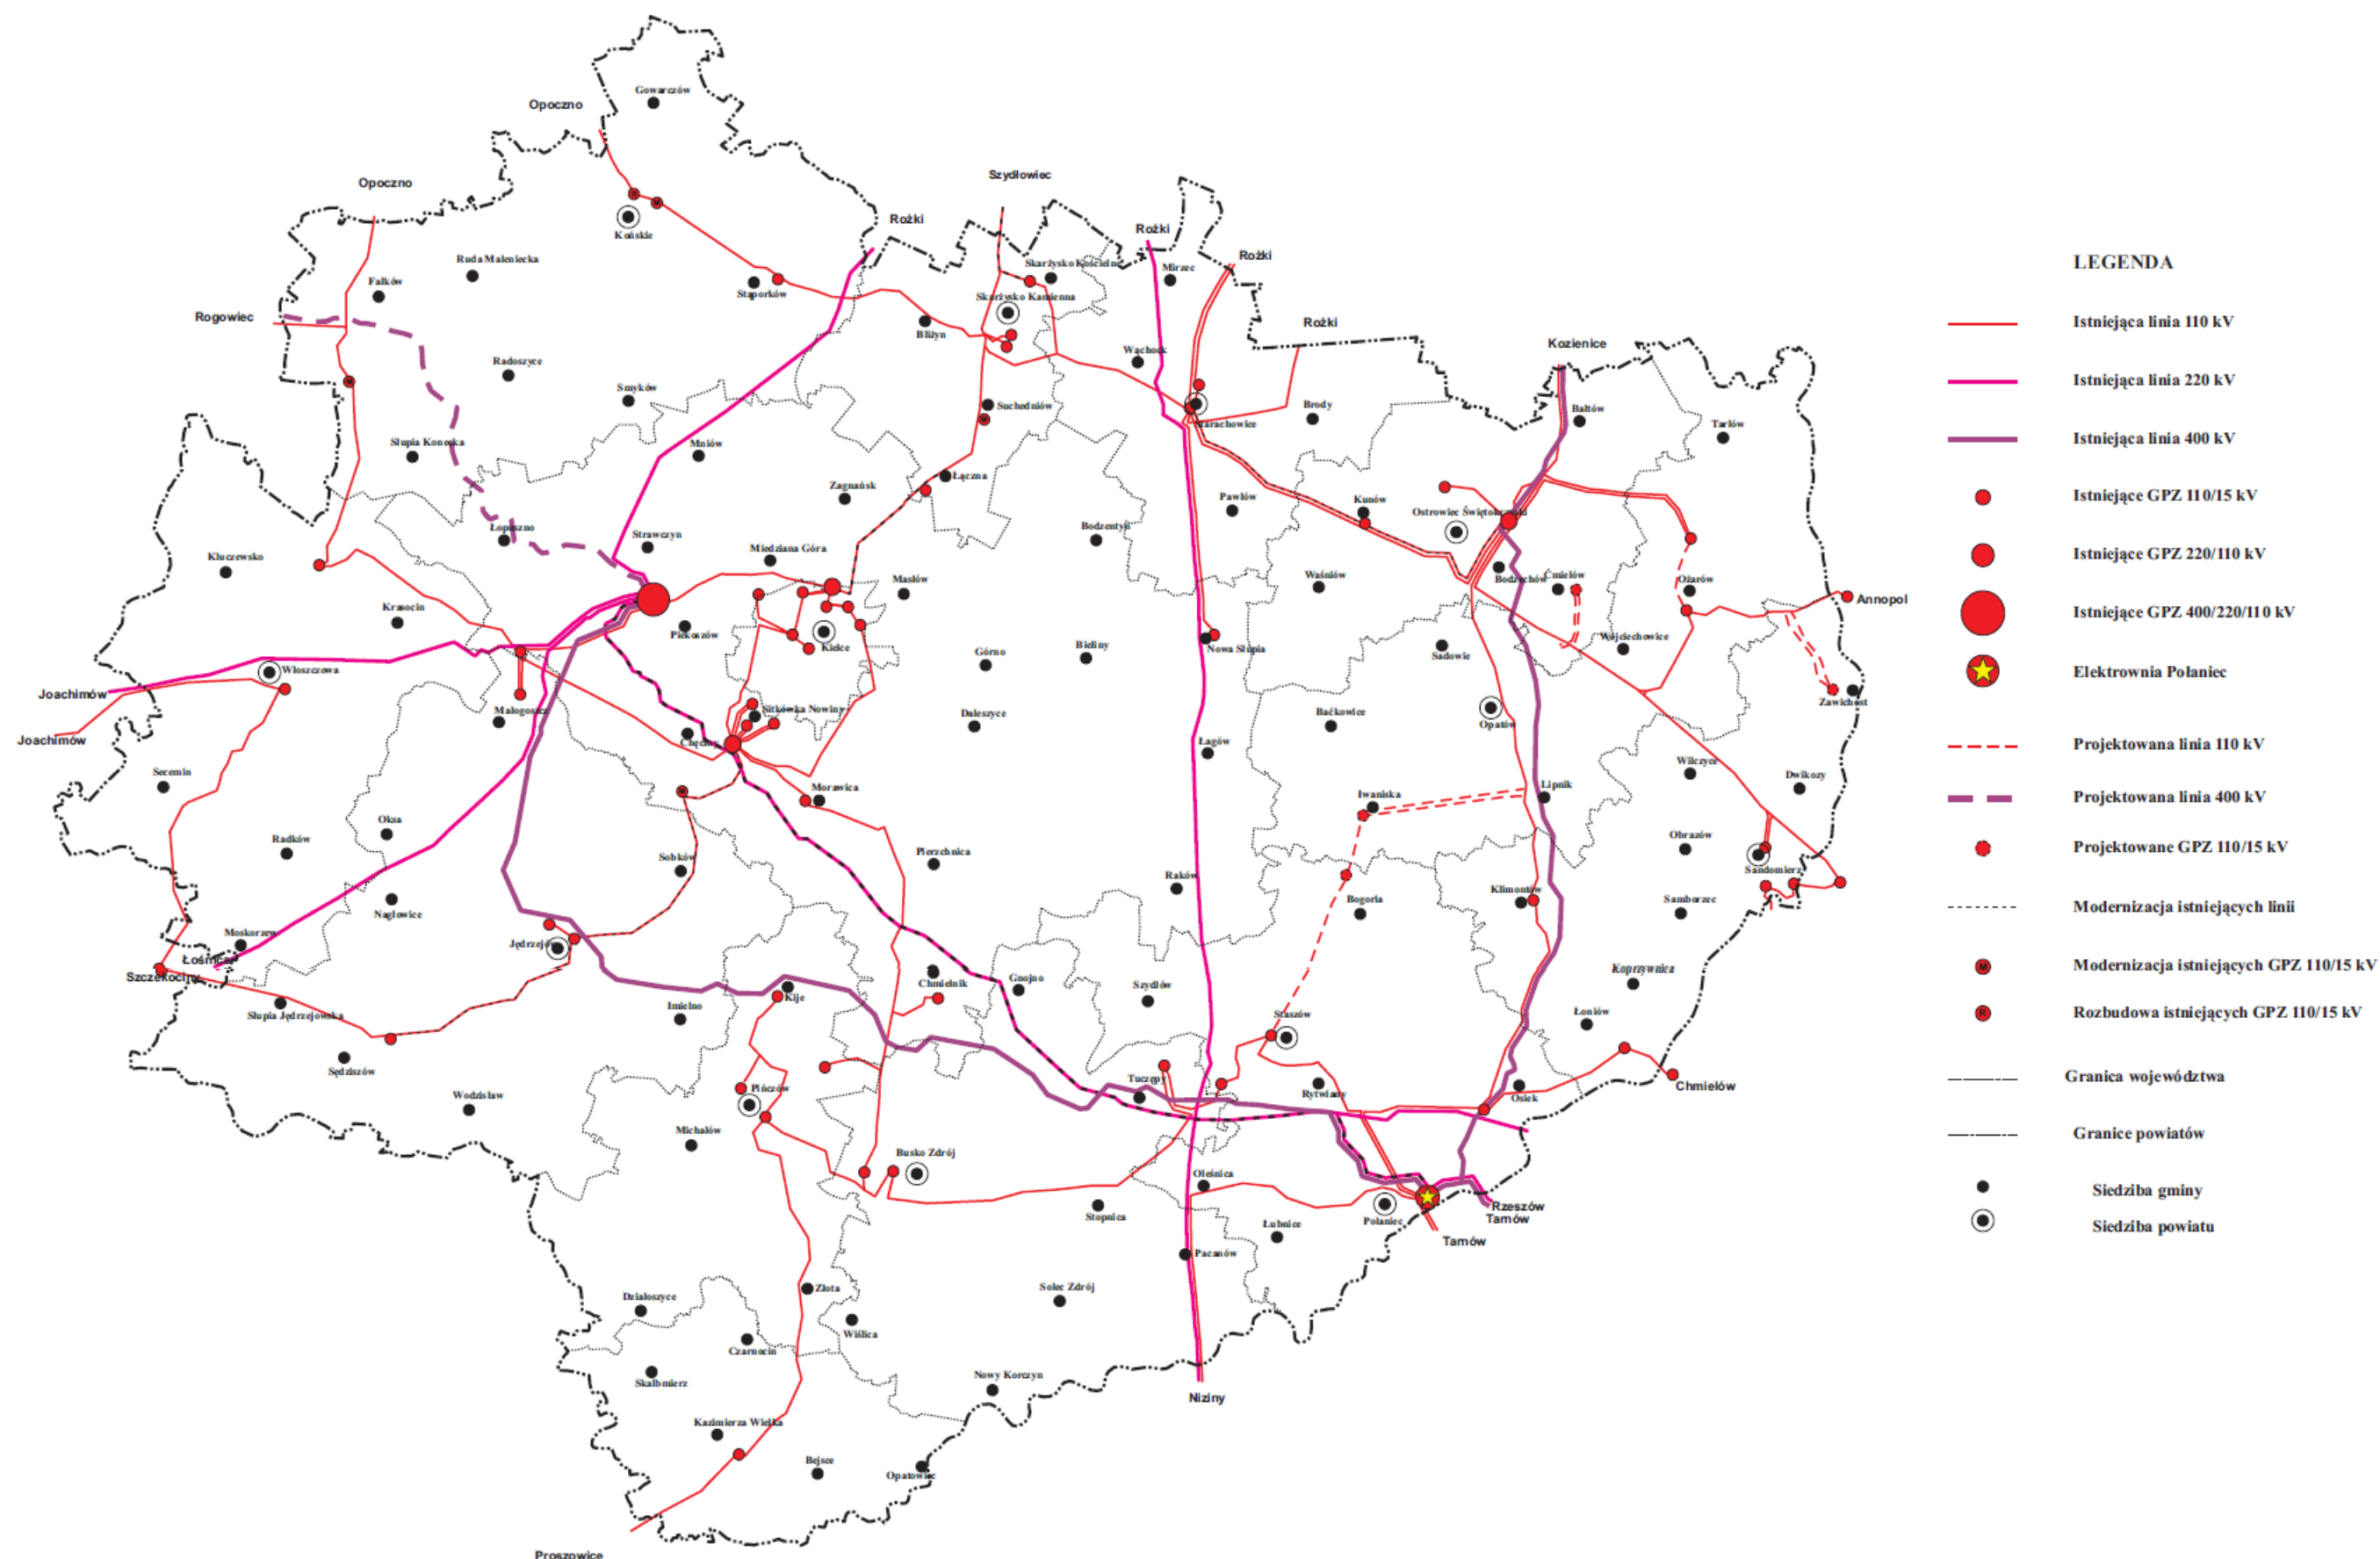 Gowarczów
Opoczno
Opoczno
Końskie
Szydłowiec
Rożki
Rożki
Rożki
Rożki
Ruda Maleniecka
Fałków
Stąporków
Skarżysko Kościelne
Skarżysko Kamienna
Mirzec
Rogowiec
Bliżyn
Kozienice
Wąchock
Radoszyce
Smyków
Suchedniów
Starachowice
Brody
Bałtów
Tarłów
Słupia Konecka
Mniów
Łączna
Zagnańsk
Pawłów
Kunów
Ostrowiec Świętokrzyski
Łopuszno
Strawczyn
Bodzentyn
Miedziana Góra
Kluczewsko
Masłów
Waśniów
Bodzechów
Ćmielów
Ożarów
Annopol
Krasocin
Piekoszów
Kielce
Górno
Bieliny
Nowa Słupia
Sadowie
Wojciechowice
Włoszczowa
Joachimów
Małogoszcz
Sitkówka Nowiny
Daleszyce
Baćkowice
Opatów
Zawichost
Joachimów
Chęciny
Łagów
Secemin
Morawica
Iwaniska
Lipnik
Wilczyce
Dwikozy
Oksa
Radków
Sobków
Pierzchnica
Obrazów
Raków
Sandomierz
Klimontów
Bogoria
Samborzec
Nagłowice
Moskorzew
Jędrzejów
Łośnice
Szczekociny
Chmielnik
Gnojno
Szydłów
Koprzywnica
Kije
Słupia Jędrzejowska
Imielno
Staszów
Łoniów
Sędziszów
Tuczępy
Pińczów
Rytwiany
Osiek
Chmielów
Wodzisław
Michałów
Busko Zdrój
Oleśnica
Stopnica
Łubnice
Połaniec
Rzeszów
Tarnów
Tarnów
Pacanów
Złota
Solec Zdrój
Działoszyce
Wiślica
Czarnocin
Skalbmierz
Nowy Korczyn
Niziny
Kazimierza Wielka
Bejsce
Opatowiec
Proszowice
LEGENDA
Istniejąca linia 110 kV
Istniejąca linia 220 kV
Istniejąca linia 400 kV
Istniejące GPZ 110/15 kV
Istniejące GPZ 220/110 kV
Istniejące GPZ 400/220/110 kV
Elektrownia Połaniec
Projektowana linia 110 kV
Projektowana linia 400 kV
Projektowane GPZ 110/15 kV
Modernizacja istniejących linii
M Modernizacja istniejących GPZ 110/15 kV
R Rozbudowa istniejących GPZ 110/15 kV
Granica województwa
Granice powiatów
Siedziba gminy
Siedziba powiatu